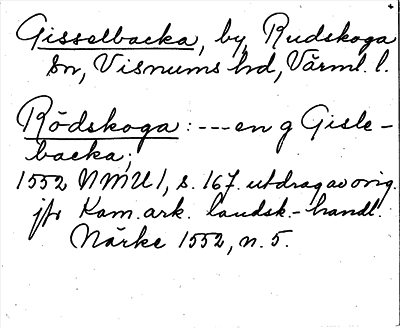 Gisselbacka, by, Rudskoga
sn, Visnums hd, Värml. l.
Rödskoga: --- en g Gisle-
backa;
1552 NMU 1, s. 167. utdrag av orig.
jfr Kam. ark. landsk.-handl.
Närke 1552, n. 5.